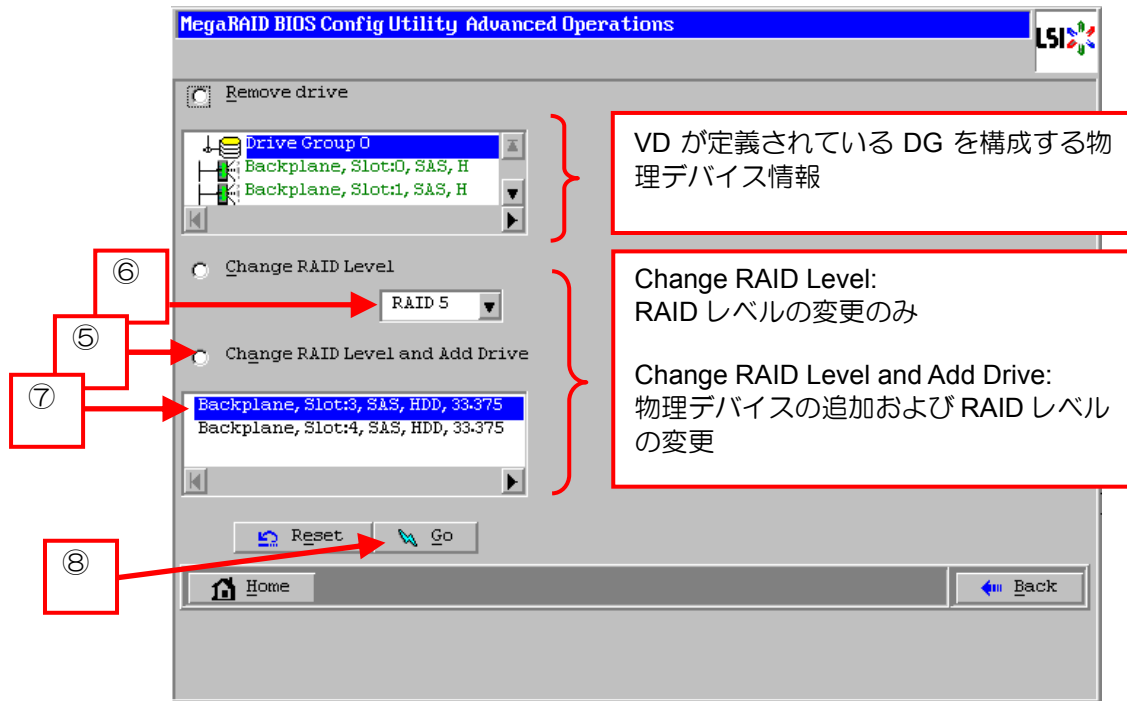 MegaRAID BIOS Config Utility Advanced Operations
LSI
Remove drive
Drive Group 0
Backplane, Slot:0, SAS, H
Backplane, Slot:1, SAS, H
VD が定義されている DG を構成する物
理デバイス情報
⑥
Change RAID Level
RAID 5
⑤
Change RAID Level and Add Drive
⑦
Backplane, Slot:3, SAS, HDD, 33.375
Backplane, Slot:4, SAS, HDD, 33.375
Change RAID Level:
RAID レベルの変更のみ
Change RAID Level and Add Drive:
物理デバイスの追加および RAID レベル
の変更
Reset
Go
⑧
Home
Back